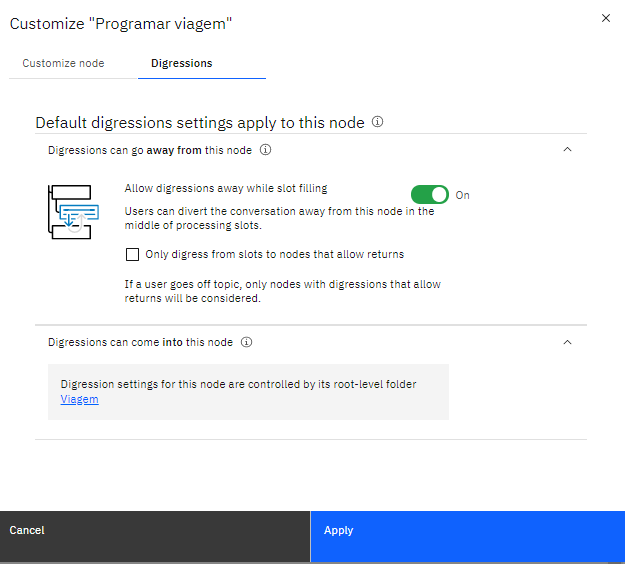 Customize "Programar viagem"
Customize node
Digressions
Default digressions settings apply to this node
Digressions can go away from this node
Allow digressions away while slot filling
On
Users can divert the conversation away from this node in the
middle of processing slots.
Only digress from slots to nodes that allow returns
If a user goes off topic, only nodes with digressions that allow
returns will be considered.
Digressions can come into this node
Digression settings for this node are controlled by its root-level folder
Viagem
Cancel
Apply